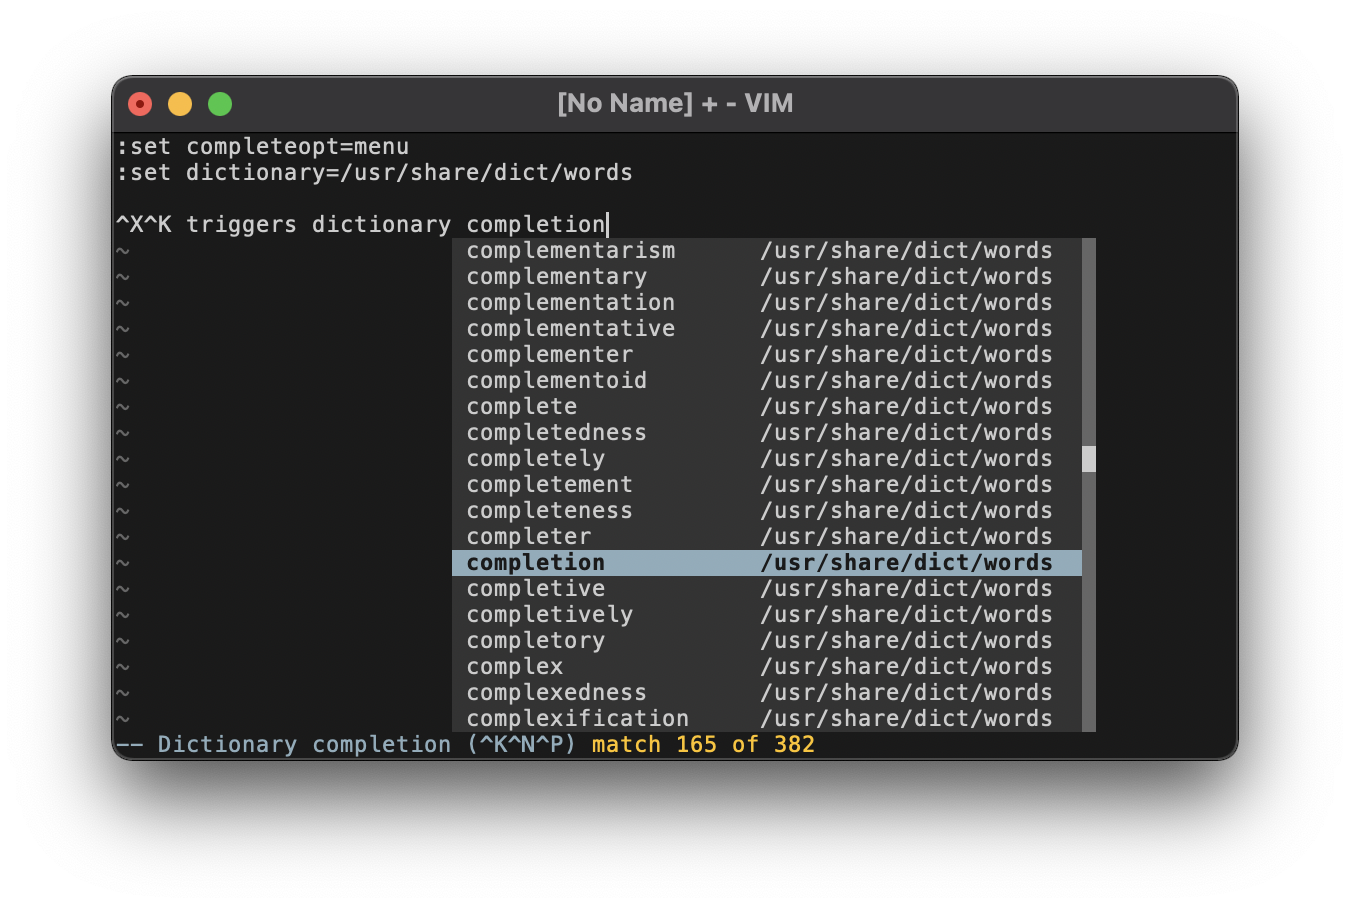 [No Name] + - VIM
:set completeopt=menu
:set dictionary=/usr/share/dict/words
^X^K triggers dictionary completion
~ complementarism /usr/share/dict/words
~ complementary /usr/share/dict/words
~ complementation /usr/share/dict/words
~ complementative /usr/share/dict/words
~ complementer /usr/share/dict/words
~ complementoid /usr/share/dict/words
~ complete /usr/share/dict/words
~ completedness /usr/share/dict/words
~ completely /usr/share/dict/words
~ completement /usr/share/dict/words
~ completeness /usr/share/dict/words
~ completer /usr/share/dict/words
~ completion /usr/share/dict/words
~ completive /usr/share/dict/words
~ completively /usr/share/dict/words
~ completory /usr/share/dict/words
~ complex /usr/share/dict/words
~ complexedness /usr/share/dict/words
~ complexification /usr/share/dict/words
-- Dictionary completion (^K^N^P) match 165 of 382